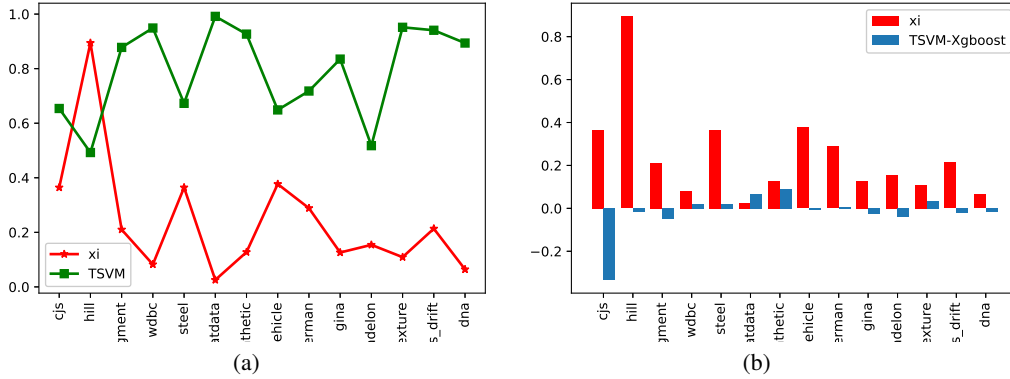 1.0
0.8
0.6
0.4
0.2
0.0
xi
TSVM
cjs
hill
gment
wdbc
steel
atdata
thetic
ehicle
erman
gina
ndelon
exture
s_drift
dna
(a)
0.8
0.6
0.4
0.2
0.0
−0.2
xi
TSVM-Xgboost
cjs
hill
gment
wdbc
steel
atdata
thetic
ehicle
erman
gina
ndelon
exture
s_drift
dna
(b)